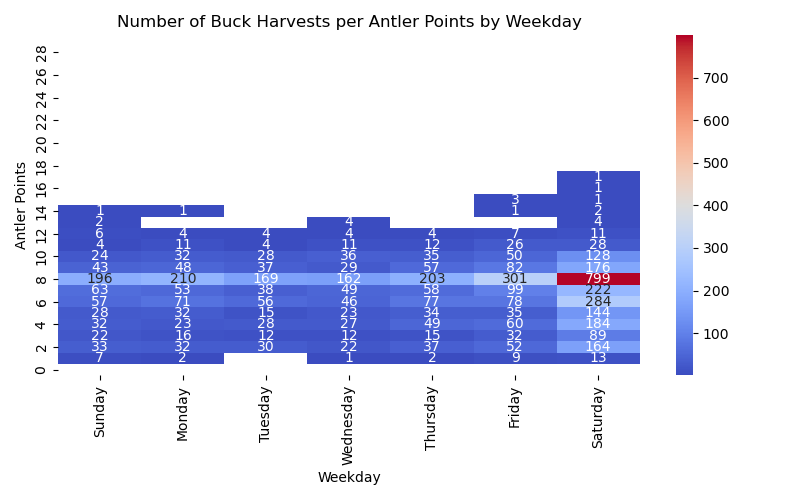 Number of Buck Harvests per Antler Points by Weekday
28
26
24
22
20
18
1
16 1
3 1
14 1 1 1 2
2 4 4
12 6 4 4 4 4 7 11
4 11 4 11 12 26 28
10 24 32 28 36 35 50 128
43 48 37 29 57 82 176
8 196 210 169 162 203 301 799
63 53 38 49 58 99 222
6 57 71 56 46 77 78 284
28 32 15 23 34 35 144
4 32 23 28 27 49 60 184
22 16 12 12 15 32 89
2 33 32 30 22 37 52 164
7 2 1 2 9 13
0
Antler Points
Sunday
Monday
Tuesday
Wednesday
Thursday
Friday
Saturday
Weekday
700
600
500
400
300
200
100